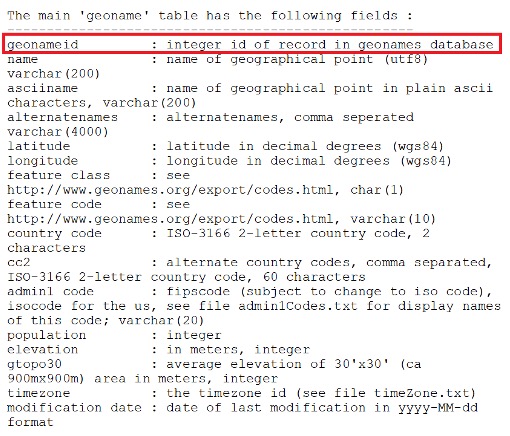 The main 'geoname' table has the following fields :
---------------------------------------------------
geonameid : integer id of record in geonames database
name : name of geographical point (utf8)
varchar(200)
asciiname : name of geographical point in plain ascii
characters, varchar(200)
alternatenames : alternatenames, comma seperated
varchar(4000)
latitude : latitude in decimal degrees (wgs84)
longitude : longitude in decimal degrees (wgs84)
feature class : see
http://www.geonames.org/export/codes.html, char(1)
feature code : see
http://www.geonames.org/export/codes.html, varchar(10)
country code : ISO-3166 2-letter country code, 2
characters
cc2 : alternate country codes, comma separated,
ISO-3166 2-letter country code, 60 characters
admin1 code : fipscode (subject to change to iso code),
isocode for the us, see file admin1Codes.txt for display names
of this code; varchar(20)
population : integer
elevation : in meters, integer
gtopo30 : average elevation of 30'x30' (ca
900mx900m) area in meters, integer
timezone : the timezone id (see file timeZone.txt)
modification date : date of last modification in yyyy-MM-dd
format